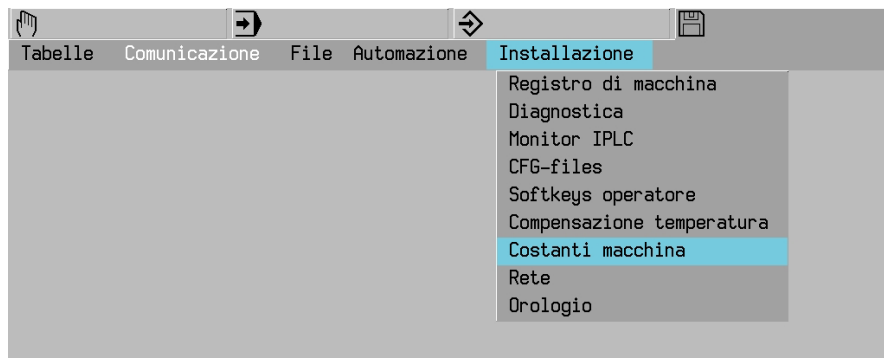 Tabelle Comunicazione File Automazione Installazione
Registro di macchina
Diagnostica
Monitor IPLC
CFG-files
Softkeys operatore
Compensazione temperatura
Costanti macchina
Rete
Orologio